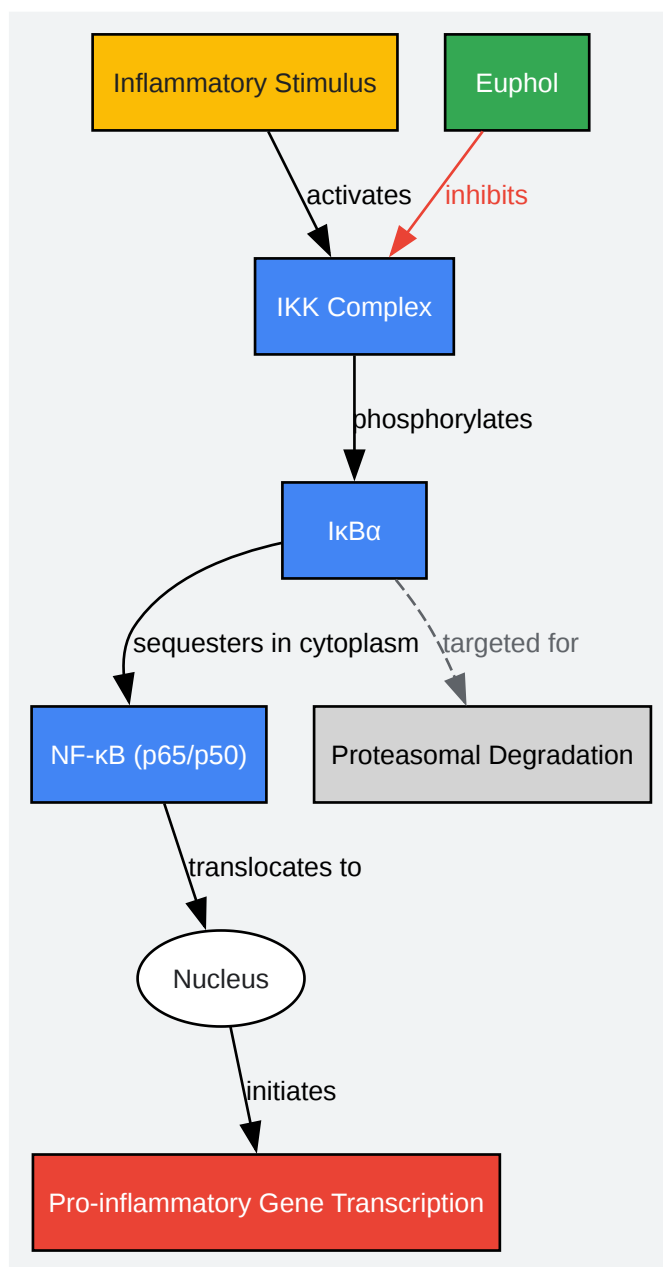 Inflammatory Stimulus
Euphol
activates
inhibits
IKK Complex
phosphorylates
IκBα
sequesters in cytoplasm
targeted for
NF-κB (p65/p50)
Proteasomal Degradation
translocates to
Nucleus
initiates
Pro-inflammatory Gene Transcription